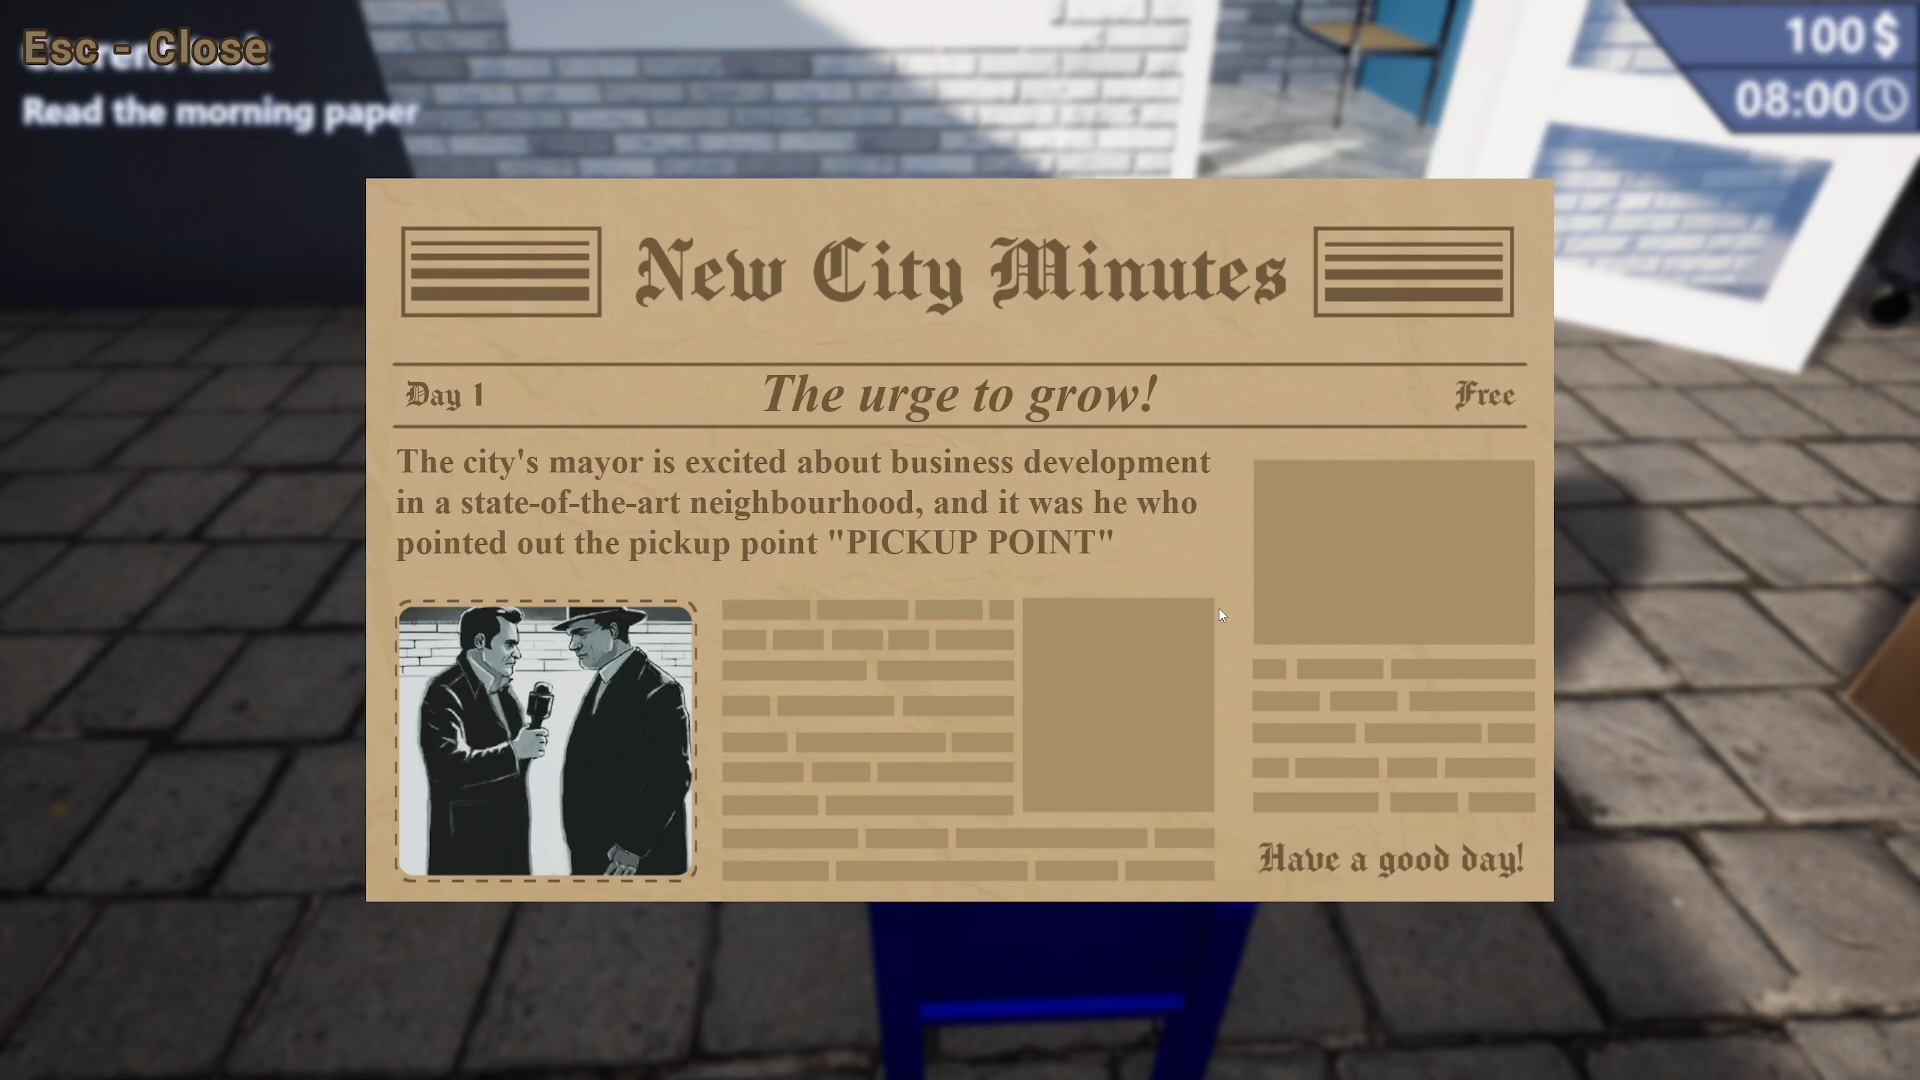 Esc - Close
Current task
Read the morning paper
100$
08:00
New City Minutes
Day 1
The urge to grow!
Free
The city's mayor is excited about business development
in a state-of-the-art neighbourhood, and it was he who
pointed out the pickup point "PICKUP POINT"
Have a good day!